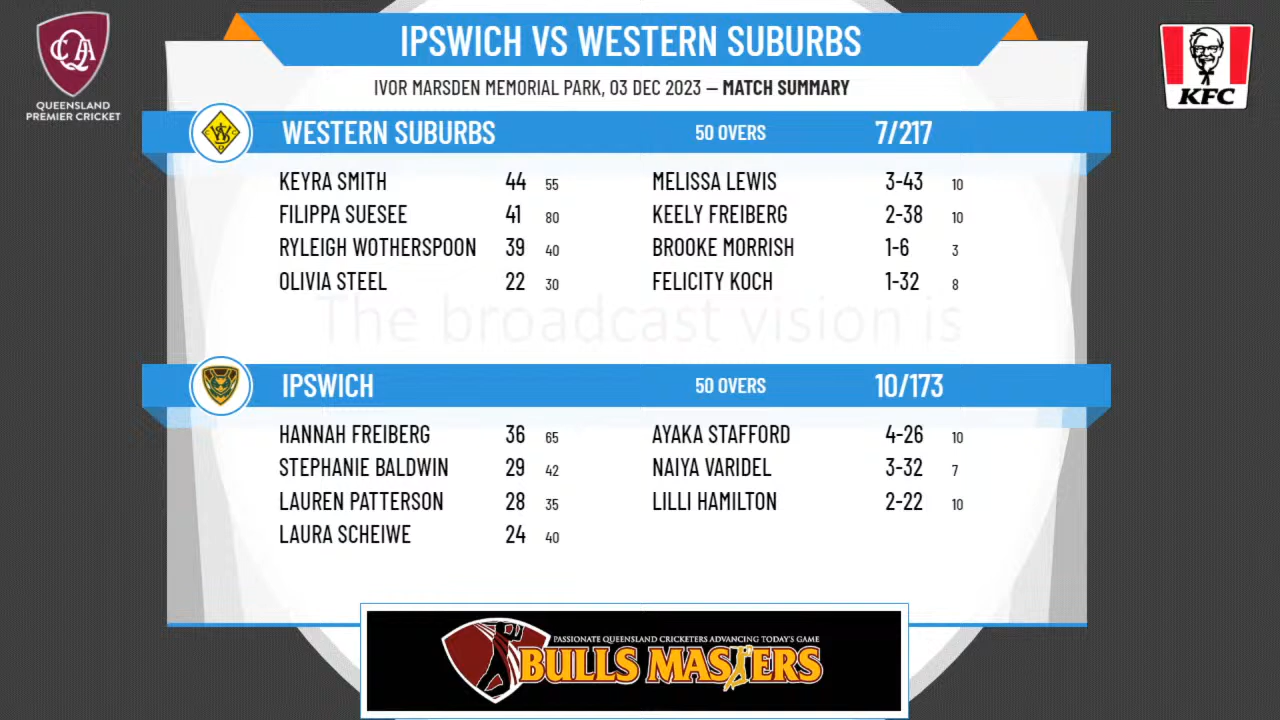 IPSWICH VS WESTERN SUBURBS
IVOR MARSDEN MEMORIAL PARK, 03 DEC 2023 – MATCH SUMMARY
QUEENSLAND
PREMIER CRICKET
KFC
WESTERN SUBURBS 50 OVERS 7/217
KEYRA SMITH 44 55 MELISSA LEWIS 3-43 10
FILIPPA SUESEE 41 80 KEELY FREIBERG 2-38 10
RYLEIGH WOTHERSPOON 39 40 BROOKE MORRISH 1-6 3
OLIVIA STEEL 22 30 FELICITY KOCH 1-32 8
The broadcast vision is
IPSWICH 50 OVERS 10/173
HANNAH FREIBERG 36 65 AYAKA STAFFORD 4-26 10
STEPHANIE BALDWIN 29 42 NAIYA VARIDEL 3-32 7
LAUREN PATTERSON 28 35 LILLI HAMILTON 2-22 10
LAURA SCHEIWE 24 40
PASSIONATE QUEENSLAND CRICKETERS ADVANCING TODAY'S GAME
BULLS MASTERS